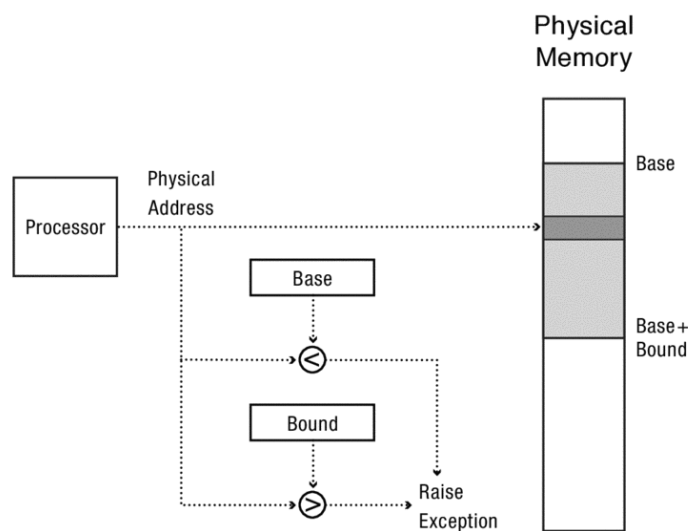 Physical
Memory
Base
Physical
Address
Processor
Base
<
Base+
Bound
Bound
>
Raise
Exception